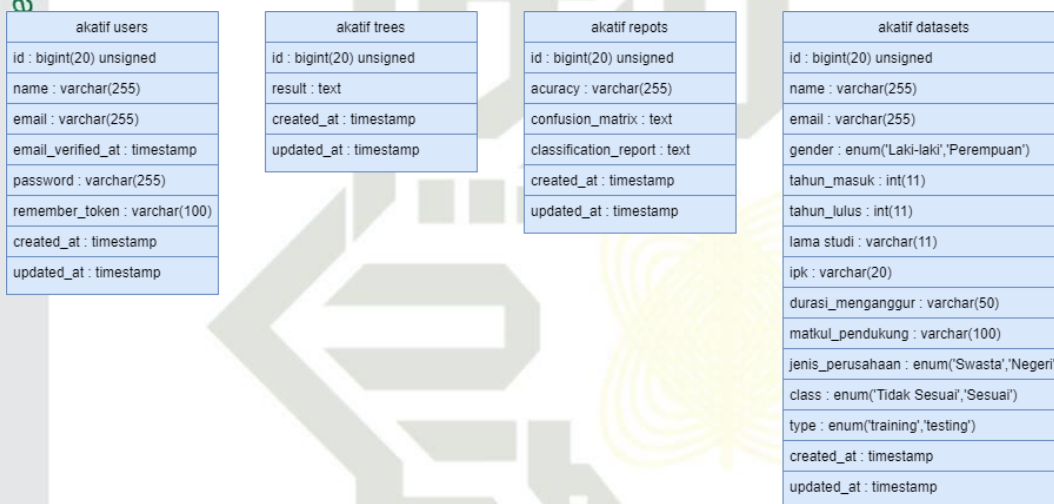 akatif users
id : bigint(20) unsigned
name : varchar(255)
email : varchar(255)
email_verified_at : timestamp
password : varchar(255)
remember_token : varchar(100)
created_at : timestamp
updated_at : timestamp
akatif trees
id : bigint(20) unsigned
result : text
created_at : timestamp
updated_at : timestamp
akatif repots
id : bigint(20) unsigned
acuracy : varchar(255)
confusion_matrix : text
classification_report : text
created_at : timestamp
updated_at : timestamp
akatif datasets
id : bigint(20) unsigned
name : varchar(255)
email : varchar(255)
gender : enum('Laki-laki','Perempuan')
tahun_masuk : int(11)
tahun_lulus : int(11)
lama studi : varchar(11)
ipk : varchar(20)
durasi_menganggur : varchar(50)
matkul_pendukung : varchar(100)
jenis_perusahaan : enum('Swasta','Negeri'
class : enum('Tidak Sesuai','Sesuai')
type : enum('training','testing')
created_at : timestamp
updated_at : timestamp